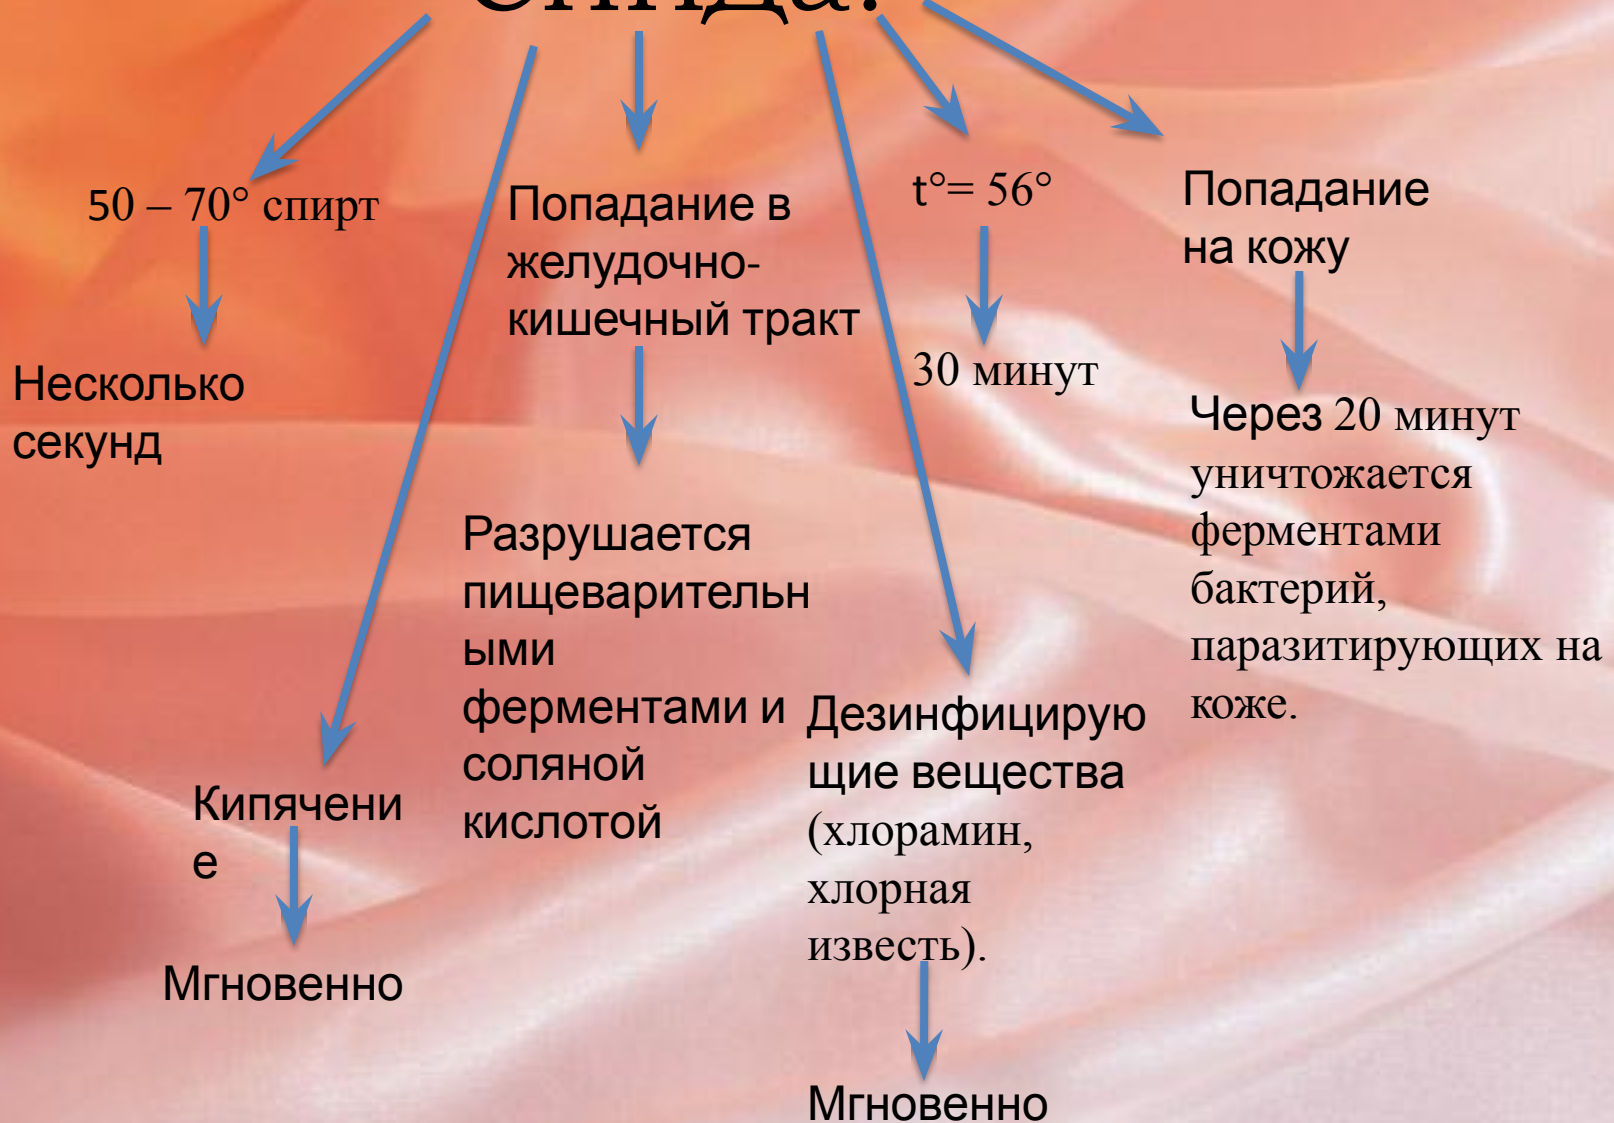 СПИДа.
50 – 70° спирт
Несколько
секунд
Кипячени
е
Мгновенно
Попадание в
желудочно-
кишечный тракт
Разрушается
пищеварительн
ыми
ферментами и
соляной
кислотой
Дезинфицирую
щие вещества
(хлорамин,
хлорная
известь).
Мгновенно
t°= 56°
30 минут
Попадание
на кожу
Через 20 минут
уничтожается
ферментами
бактерий,
паразитирующих на
коже.